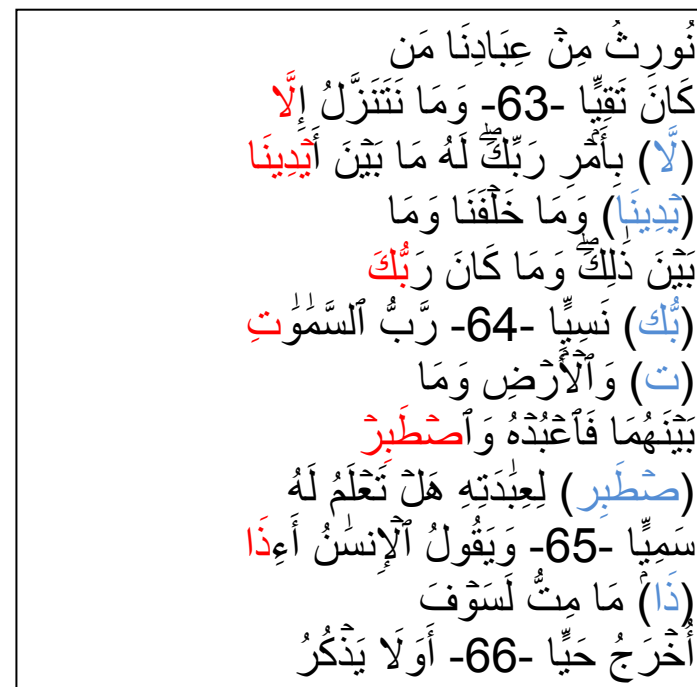 نُورِثُ مِنۡ عِبَادِنَا مَن
كَانَ تَقِيّٗا -63- وَمَا نَتَنَزَّلُ إِلَّا
(لَّا) بِأَمۡرِ رَبِّكَۖ لَهُۥ مَا بَيۡنَ أَيۡدِينَا
(يۡدِينَا) وَمَا خَلۡفَنَا وَمَا
بَيۡنَ ذَٰلِكَۚ وَمَا كَانَ رَبُّكَ
(بُّك) نَسِيّٗا -64- رَّبُّ ٱلسَّمَٰوَٰتِ
(ت) وَٱلۡأَرۡضِ وَمَا
بَيۡنَهُمَا فَٱعۡبُدۡهُ وَٱصۡطَبِرۡ
(صۡطَبِر) لِعِبَٰدَتِهِ هَلۡ تَعۡلَمُ لَهُ
سَمِيّٗا -65- وَيَقُولُ ٱلۡإِنسَٰنُ أَءِذَا
(ذَا) مَا مِتُّ لَسَوۡفَ
أُخۡرَجُ حَيًّا -66- أَوَلَا يَذۡكُرُ